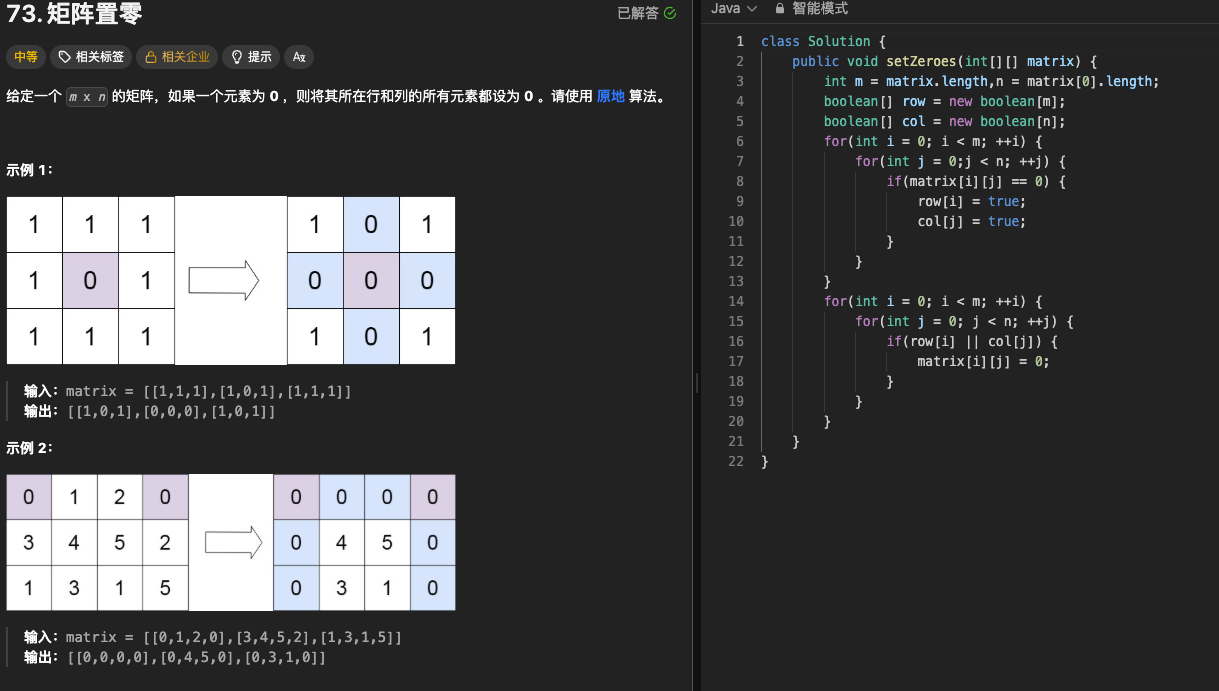 73. 矩阵置零
已解答
中等 相关标签 相关企业 提示 Aあ
给定一个 m x n 的矩阵，如果一个元素为 0 ，则将其所在行和列的所有元素都设为 0 。请使用 原地 算法。
示例 1：
1 1 1 1 0 1
1 0 1 0 0 0
1 1 1 1 0 1
输入：matrix = [[1,1,1],[1,0,1],[1,1,1]]
输出：[[1,0,1],[0,0,0],[1,0,1]]
示例 2：
0 1 2 0 0 0 0 0
3 4 5 2 0 4 5 0
1 3 1 5 0 3 1 0
输入：matrix = [[0,1,2,0],[3,4,5,2],[1,3,1,5]]
输出：[[0,0,0,0],[0,4,5,0],[0,3,1,0]]
Java 智能模式
1 class Solution {
2 public void setZeroes(int[][] matrix) {
3 int m = matrix.length,n = matrix[0].length;
4 boolean[] row = new boolean[m];
5 boolean[] col = new boolean[n];
6 for(int i = 0; i < m; ++i) {
7 for(int j = 0;j < n; ++j) {
8 if(matrix[i][j] == 0) {
9 row[i] = true;
10 col[j] = true;
11 }
12 }
13 }
14 for(int i = 0; i < m; ++i) {
15 for(int j = 0; j < n; ++j) {
16 if(row[i] || col[j]) {
17 matrix[i][j] = 0;
18 }
19 }
20 }
21 }
22 }